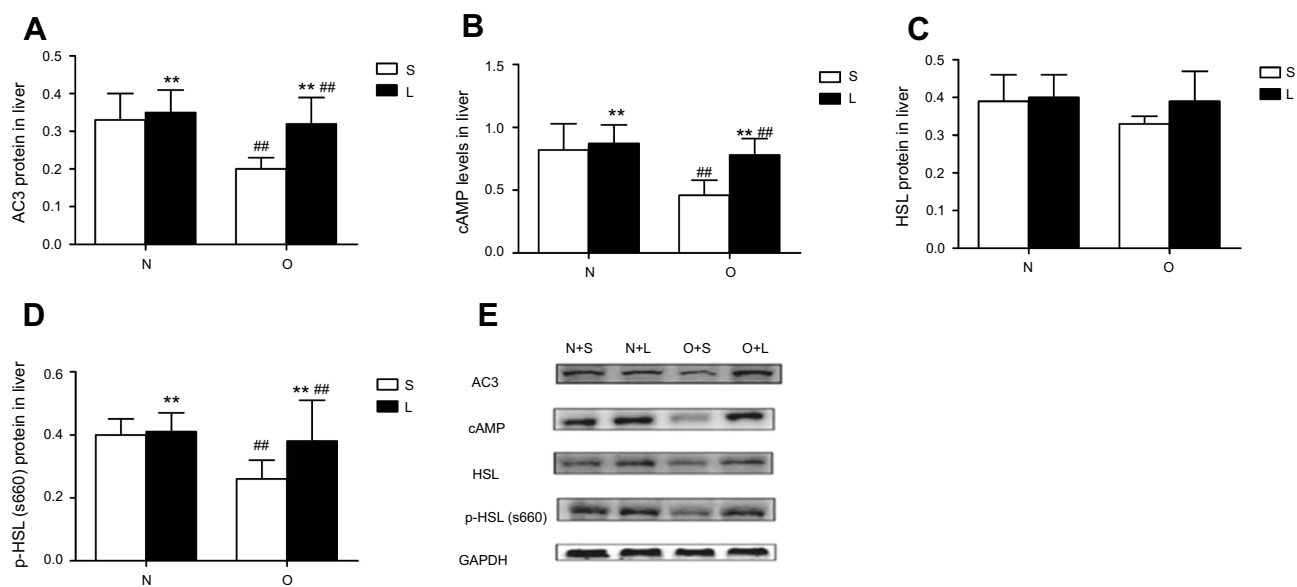 A
AC3 protein in liver
0.5
0.4
0.3
0.2
0.1
0.0
**
** ##
##
S
L
N
O
B
cAMP levels in liver
1.5
1.0
0.5
0.0
**
** ##
##
S
L
N
O
C
HSL protein in liver
0.5
0.4
0.3
0.2
0.1
0.0
S
L
N
O
D
p-HSL (s660) protein in liver
0.6
0.4
0.2
0.0
**
** ##
##
S
L
N
O
E
N+S N+L O+S O+L
AC3
cAMP
HSL
p-HSL (s660)
GAPDH